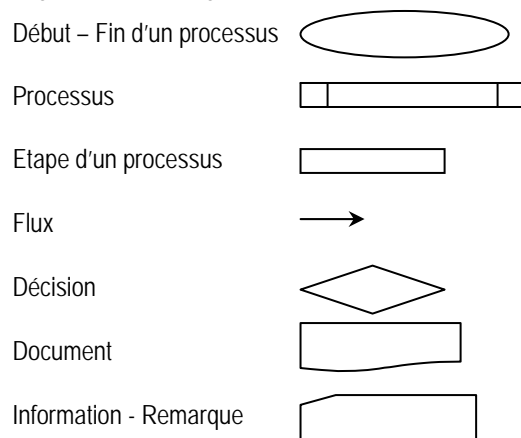 Début – Fin d'un processus
Processus
Etape d'un processus
Flux
Décision
Document
Information - Remarque